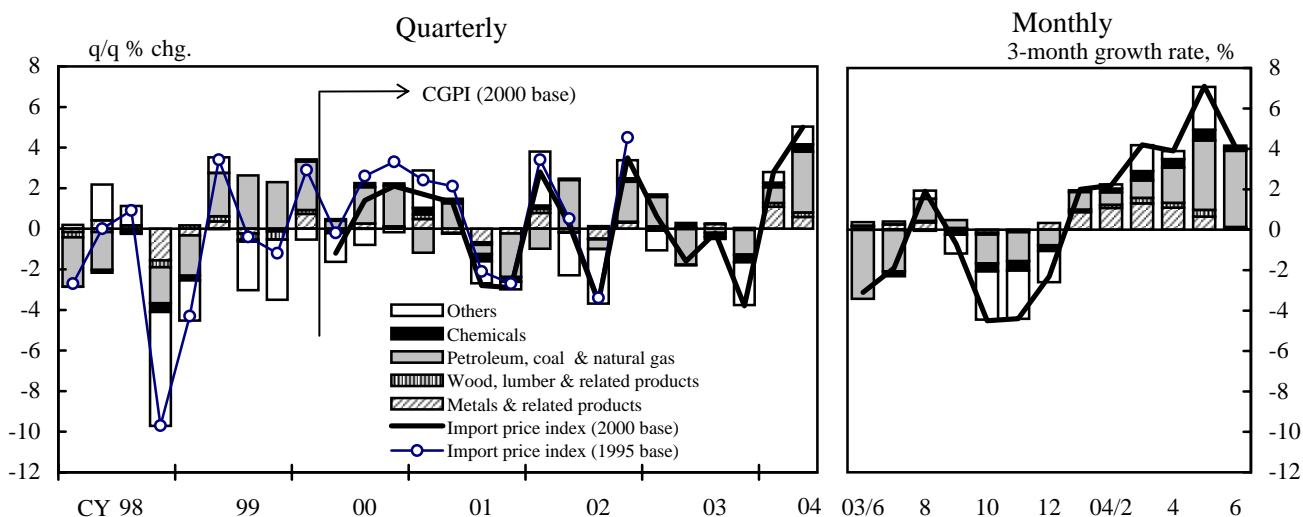 Quarterly
Monthly
q/q % chg.
3-month growth rate, %
8
6
4
2
0
-2
-4
-6
-8
-10
-12
CGPI (2000 base)
Others
Chemicals
Petroleum, coal & natural gas
Wood, lumber & related products
Metals & related products
Import price index (2000 base)
Import price index (1995 base)
CY 98 99 00 01 02 03 04
8
6
4
2
0
-2
-4
-6
-8
-10
-12
03/6 8 10 12 04/2 4 6